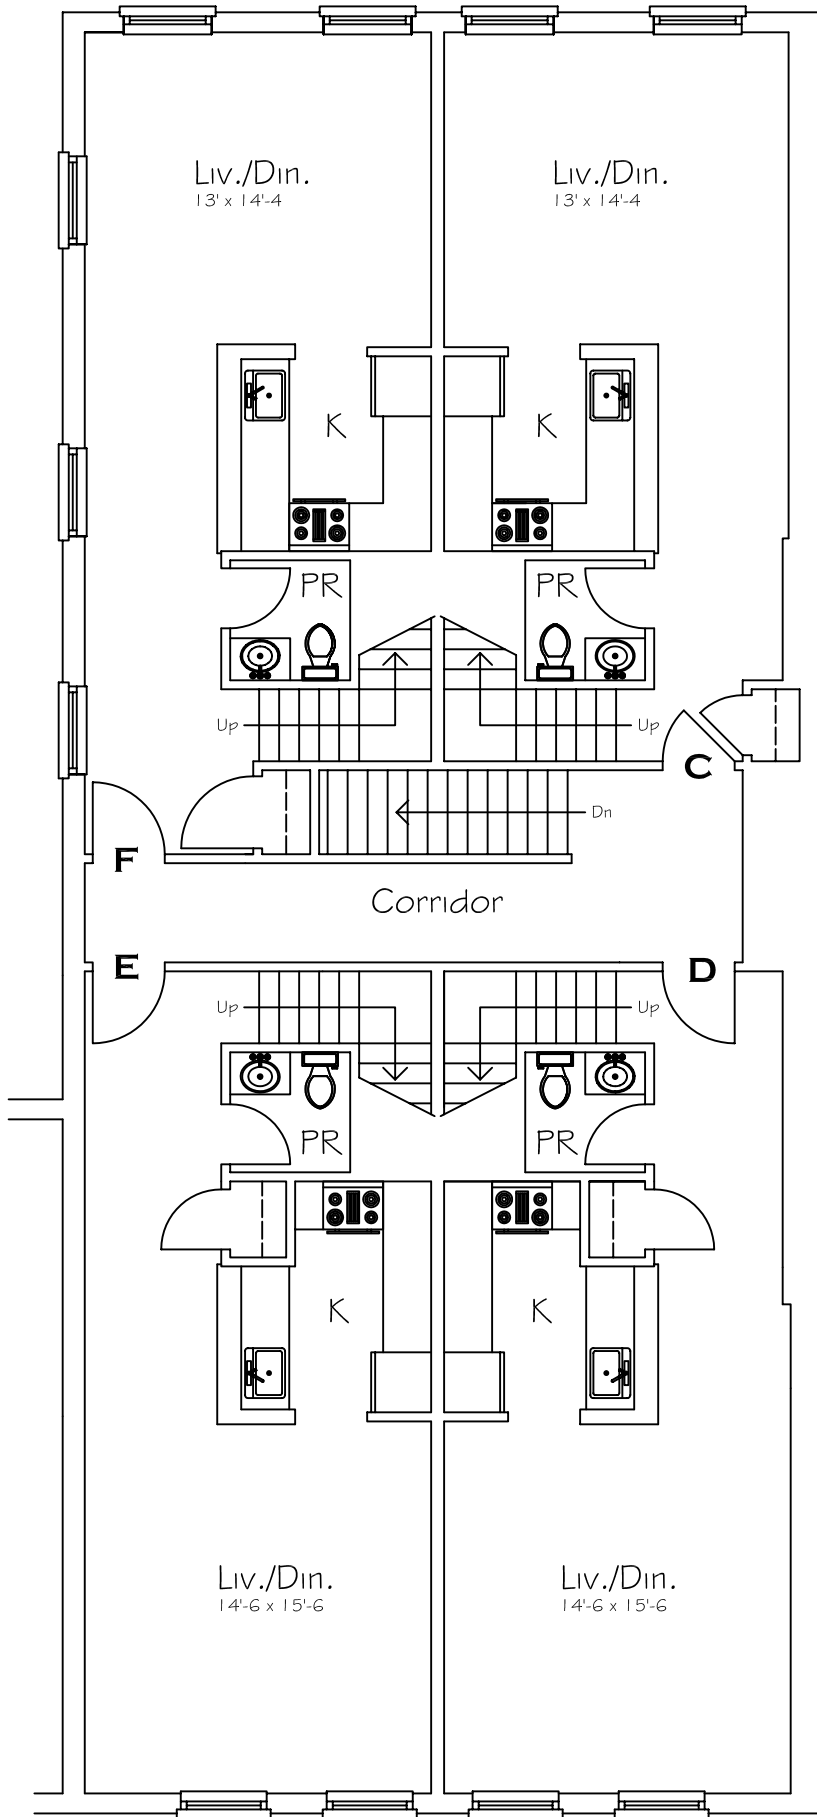 Liv./Din.
13' x 14'-4
Liv./Din.
13' x 14'-4
K
K
PR
PR
Up
Up
C
Dn
F
Corridor
E
D
Up
Up
PR
PR
K
K
Liv./Din.
14'-6 x 15'-6
Liv./Din.
14'-6 x 15'-6